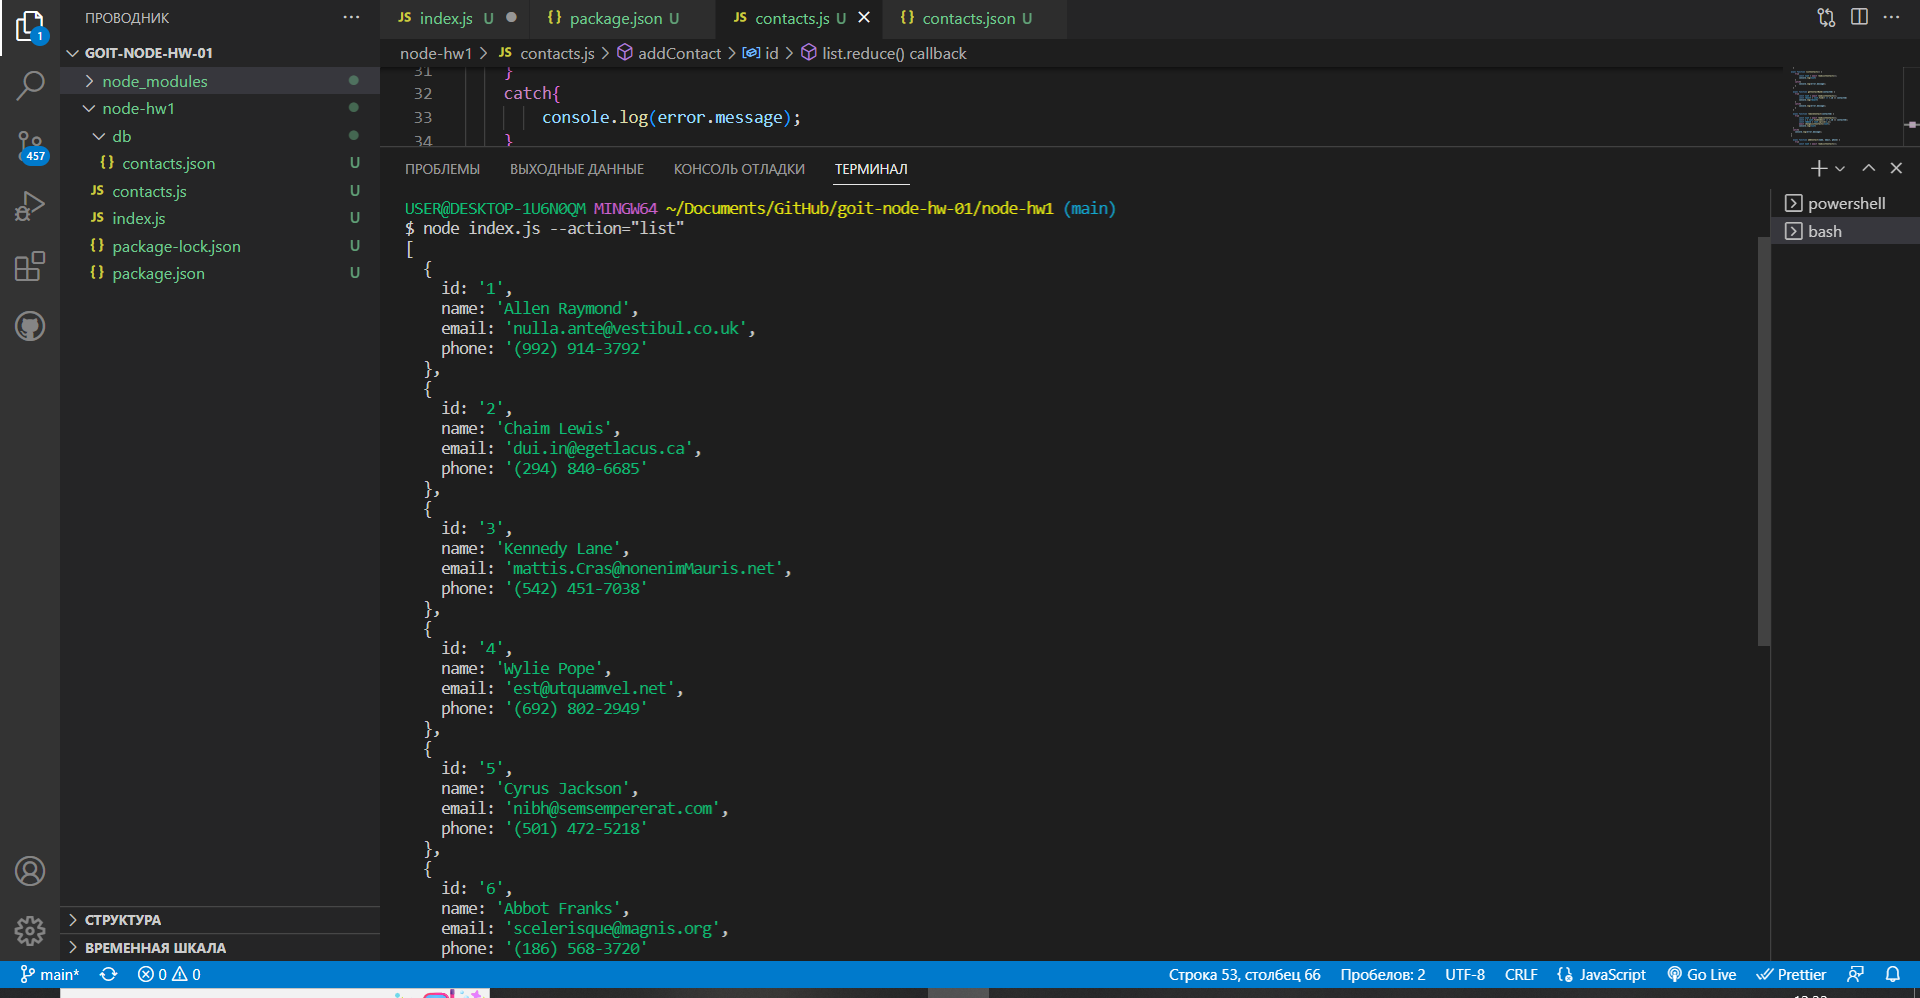 ПРОВОДНИК
GOIT-NODE-HW-01
node_modules
node-hw1
db
{} contacts.json U
JS contacts.js U
JS index.js U
{} package-lock.json U
{} package.json U
СТРУКТУРА
ВРЕМЕННАЯ ШКАЛА
1
457
JS index.js U
{} package.json U
JS contacts.js U
{} contacts.json U
node-hw1 > JS contacts.js > addContact > id > list.reduce() callback
31 }
32 catch{
33 console.log(error.message);
34 }
ПРОБЛЕМЫ ВЫХОДНЫЕ ДАННЫЕ КОНСОЛЬ ОТЛАДКИ ТЕРМИНАЛ
USER@DESKTOP-1U6N0QM MINGW64 ~/Documents/GitHub/goit-node-hw-01/node-hw1 (main)
$ node index.js --action="list"
[
{
id: '1',
name: 'Allen Raymond',
email: 'nulla.ante@vestibul.co.uk',
phone: '(992) 914-3792'
},
{
id: '2',
name: 'Chaim Lewis',
email: 'dui.in@egetlacus.ca',
phone: '(294) 840-6685'
},
{
id: '3',
name: 'Kennedy Lane',
email: 'mattis.Cras@nonenimMauris.net',
phone: '(542) 451-7038'
},
{
id: '4',
name: 'Wylie Pope',
email: 'est@utquamvel.net',
phone: '(692) 802-2949'
},
{
id: '5',
name: 'Cyrus Jackson',
email: 'nibh@semsempererat.com',
phone: '(501) 472-5218'
},
{
id: '6',
name: 'Abbot Franks',
email: 'scelerisque@magnis.org',
phone: '(186) 568-3720'
powershell
bash
main* 0 0
Строка 53, столбец 66 Пробелов: 2 UTF-8 CRLF {} JavaScript Go Live Prettier